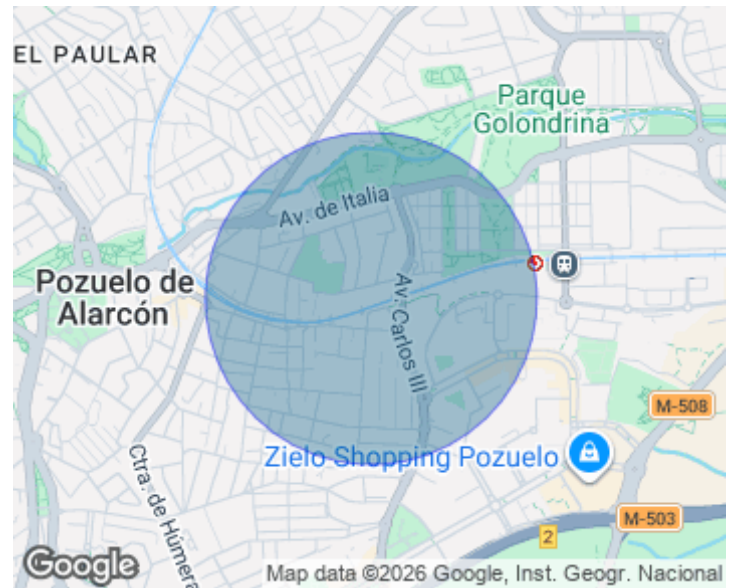 EL PAULAR
Parque
Golondrina
Av. de Italia
Pozuelo de
Alarcón
Av. Carlos III
M-508
Zielo Shopping Pozuelo
Ctra. de Húmera
M-503
2
Google
Map data ©2026 Google, Inst. Geogr. Nacional